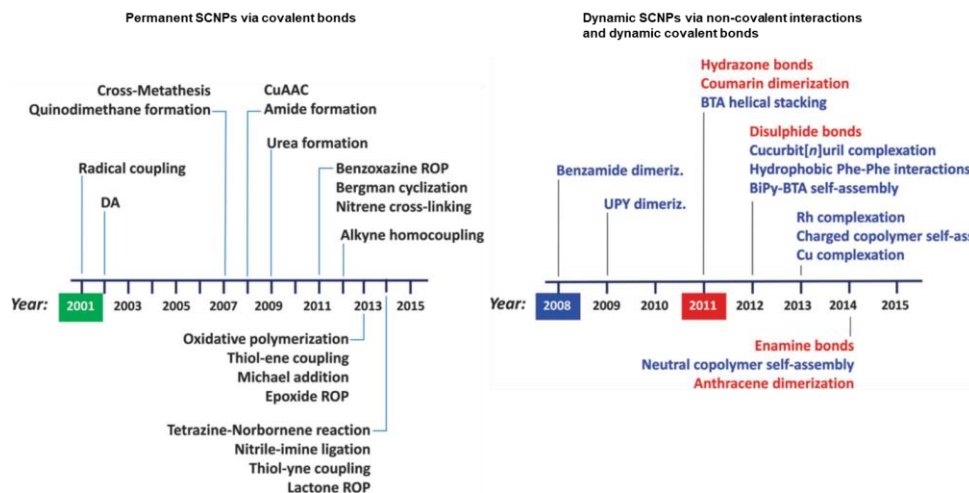 Permanent SCNPs via covalent bonds
Cross-Metathesis
Quinodimethane formation
CuAAC
Amide formation
Urea formation
Radical coupling
Benzoxazine ROP
Bergman cyclization
Nitrene cross-linking
DA
Alkyne homocoupling
Year:
2001
2003
2005
2007
2009
2011
2013
2015
Oxidative polymerization
Thiol-ene coupling
Michael addition
Epoxide ROP
Tetrazine-Norbornene reaction
Nitrile-imine ligation
Thiol-yne coupling
Lactone ROP
Dynamic SCNPs via non-covalent interactions
and dynamic covalent bonds
Hydrazone bonds
Coumarin dimerization
BTA helical stacking
Disulphide bonds
Cucurbit[n]uril complexation
Hydrophobic Phe-Phe interactions
BiPy-BTA self-assembly
Benzamide dimeriz.
UPY dimeriz.
Rh complexation
Charged copolymer self-as
Cu complexation
Year:
2008
2009
2010
2011
2012
2013
2014
2015
Enamine bonds
Neutral copolymer self-assembly
Anthracene dimerization